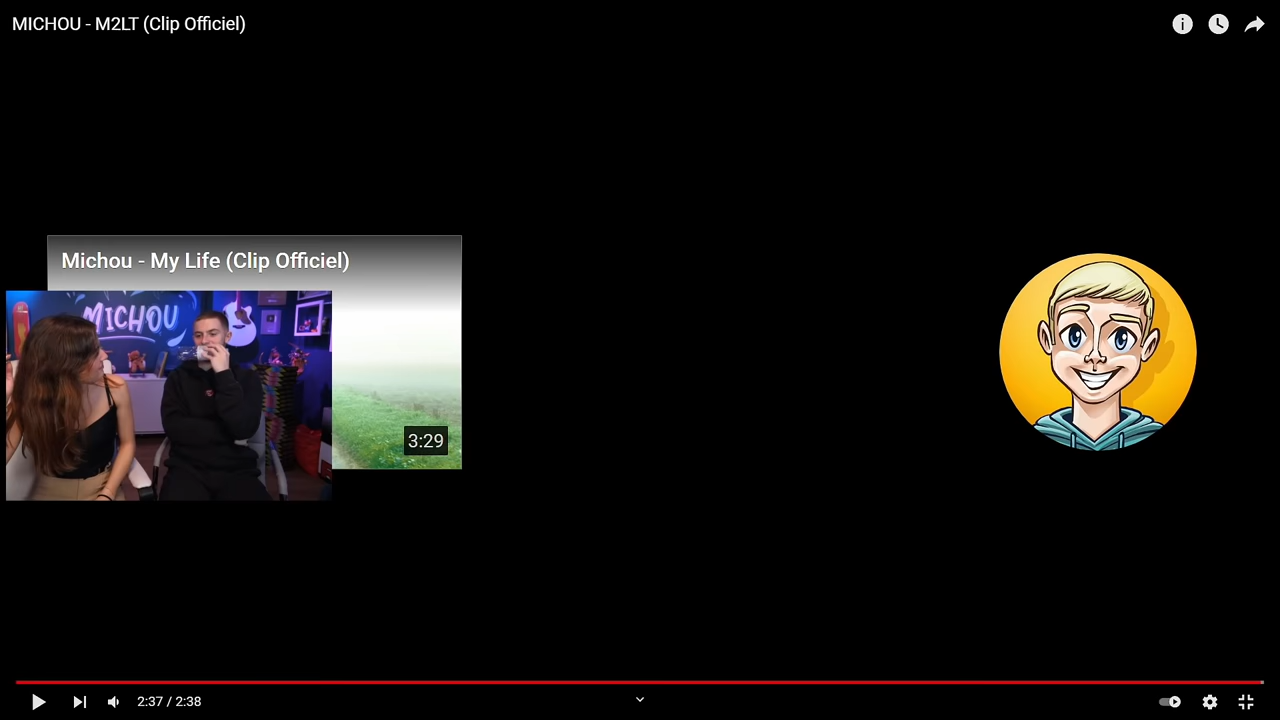 MICHOU - M2LT (Clip Officiel)
Michou - My Life (Clip Officiel)
MICHOU
3:29
2:37 / 2:38